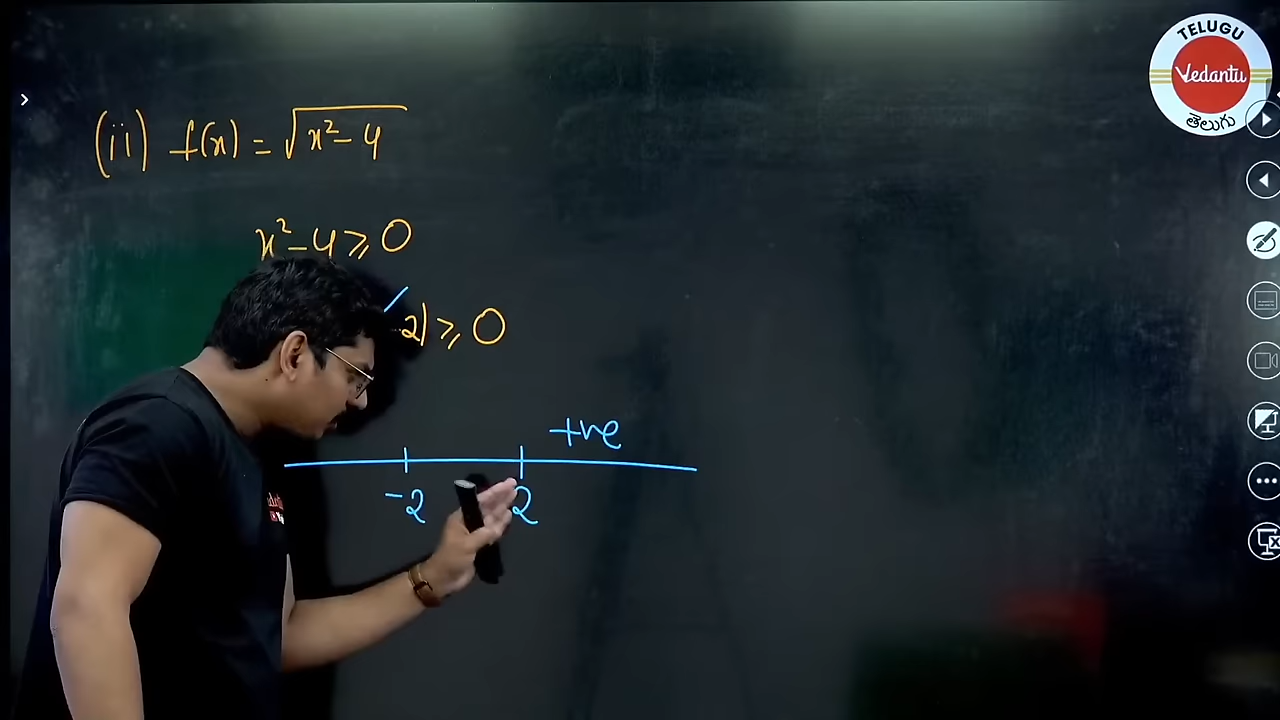 TELUGU
Vedantu
తెలుగు
(ii) f(x) = √x²-4
x²-4 ⩾ 0
2) ⩾ 0
+ve
-2 2